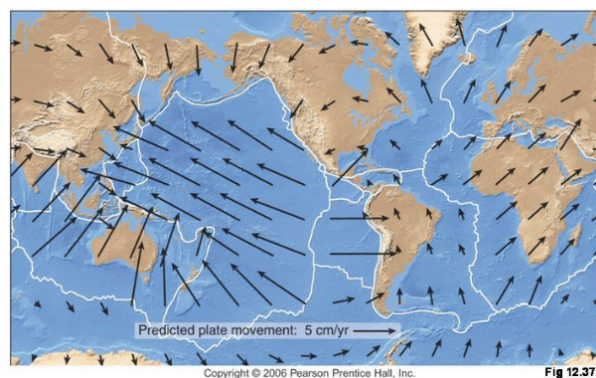 Predicted plate movement: 5 cm/yr
Copyright © 2006 Pearson Prentice Hall, Inc.
Fig 12.37